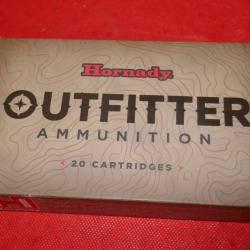 Hornady
OUTFITTER
AMMUNITION
20 CARTRIDGES